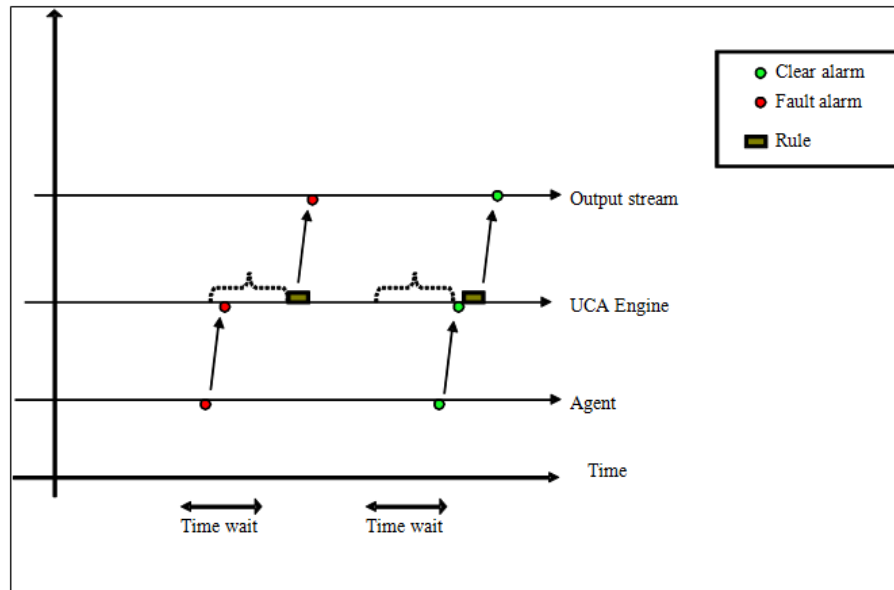 Clear alarm
Fault alarm
Rule
Output stream
UCA Engine
Agent
Time
Time wait
Time wait